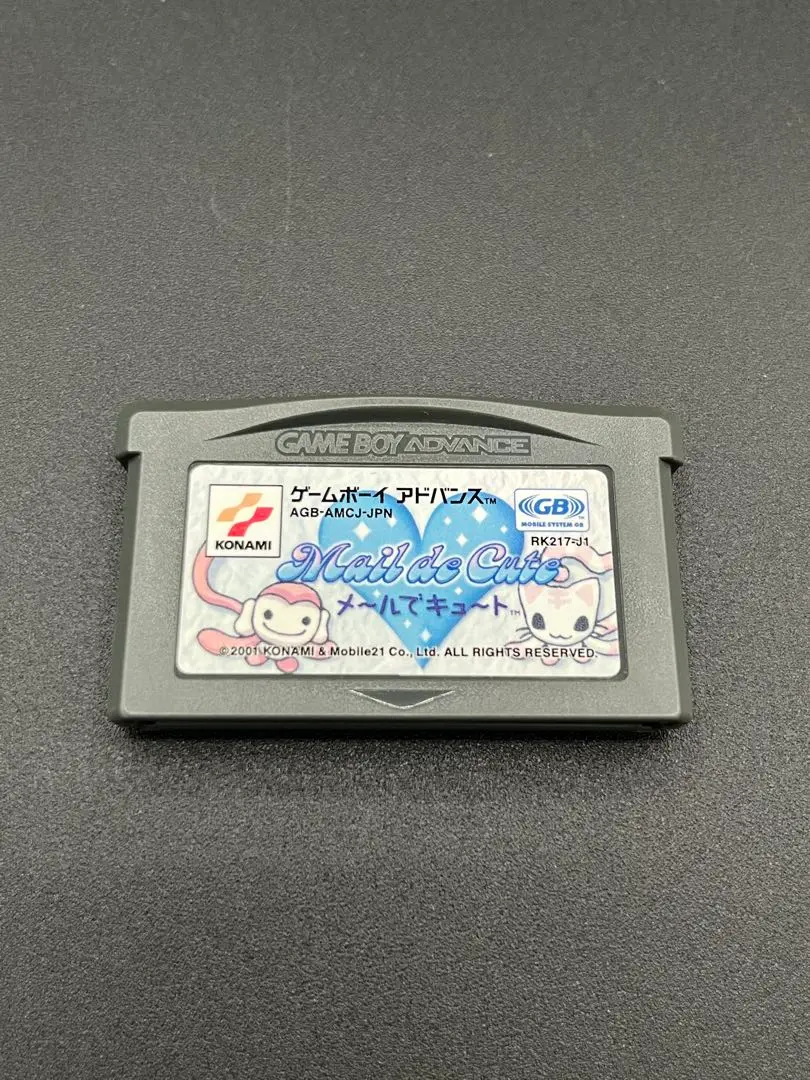 GAME BOY ADVANCE
ゲームボーイ アドバンス™
AGB-AMCJ-JPN
KONAMI
GB™
MOBILE SYSTEM GB
RK217-J1
Mail de Cute
メ〜ルでキュ〜ト™
©2001 KONAMI & Mobile21 Co., Ltd. ALL RIGHTS RESERVED.